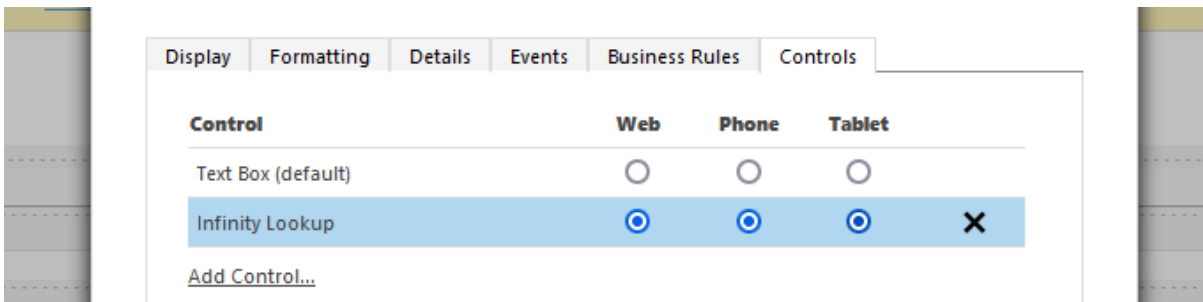 Display Formatting Details Events Business Rules Controls
Control Web Phone Tablet
Text Box (default)
Infinity Lookup
Add Control...